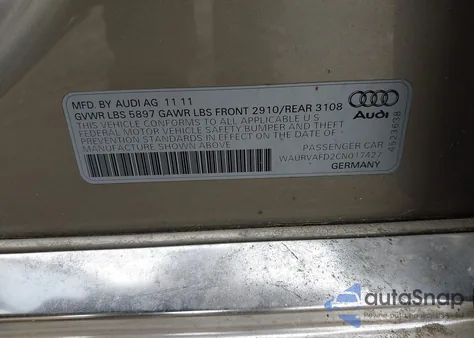 MFD. BY AUDI AG 11 11
GVWR LBS 5897 GAWR LBS FRONT 2910/REAR 3108
THIS VEHICLE CONFORMS TO ALL APPLICABLE U S
FEDERAL MOTOR VEHICLE SAFETY BUMPER AND THEFT
PREVENTION STANDARDS IN EFFECT ON THE DATE OF
MANUFACTURE SHOWN ABOVE
PASSENGER CAR
WAURVAFD2CN017427
GERMANY
Audi
autaSnap